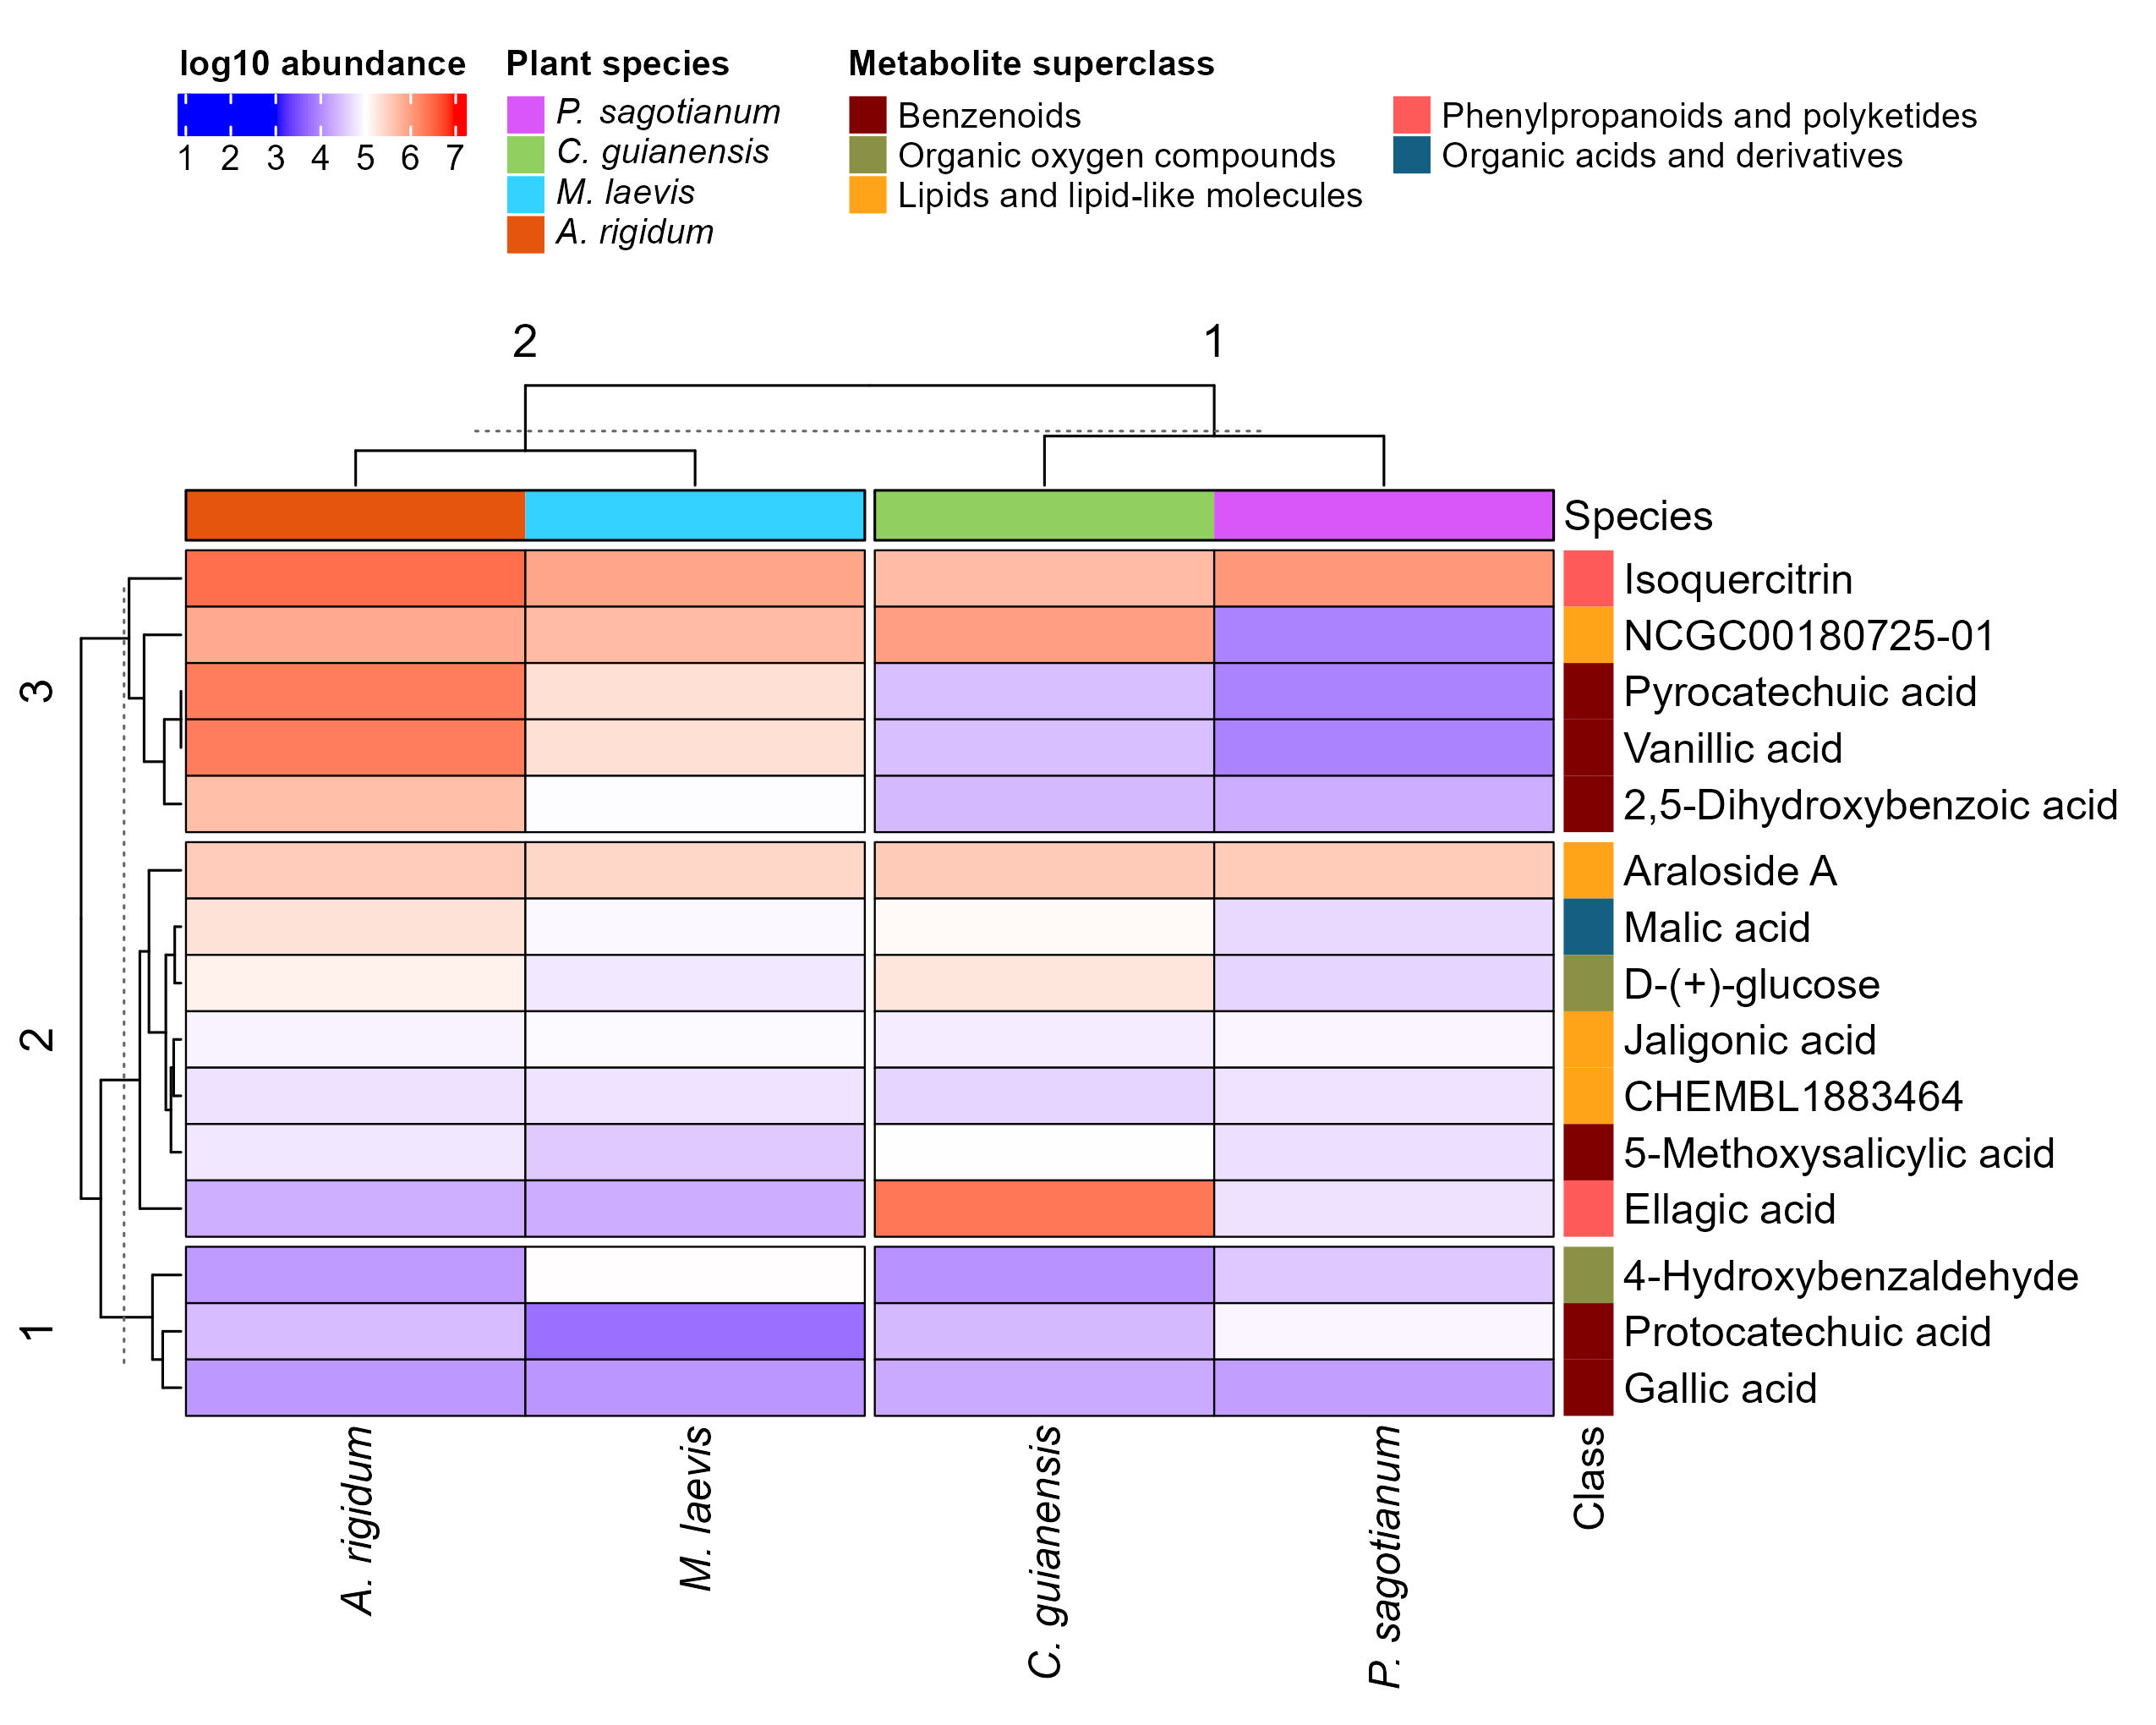 log10 abundance
1 2 3 4 5 6 7
Plant species
P. sagotianum
C. guianensis
M. laevis
A. rigidum
Metabolite superclass
Benzenoids
Organic oxygen compounds
Lipids and lipid-like molecules
Phenylpropanoids and polyketides
Organic acids and derivatives
2 1
Species
3
2
1
Isoquercitrin
NCGC00180725-01
Pyrocatechuic acid
Vanillic acid
2,5-Dihydroxybenzoic acid
Araloside A
Malic acid
D-(+)-glucose
Jaligonic acid
CHEMBL1883464
5-Methoxysalicylic acid
Ellagic acid
4-Hydroxybenzaldehyde
Protocatechuic acid
Gallic acid
A. rigidum
M. laevis
C. guianensis
P. sagotianum
Class